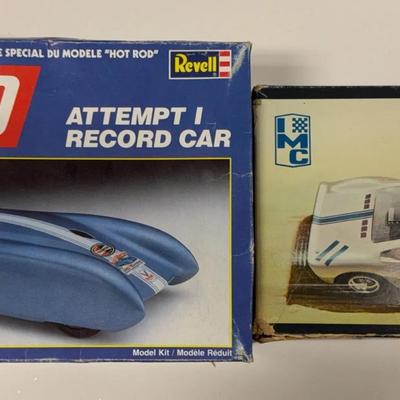 E SPECIAL DU MODELE "HOT ROD"
Revell
ATTEMPT I
RECORD CAR
Model Kit / Modèle Réduit
IMC